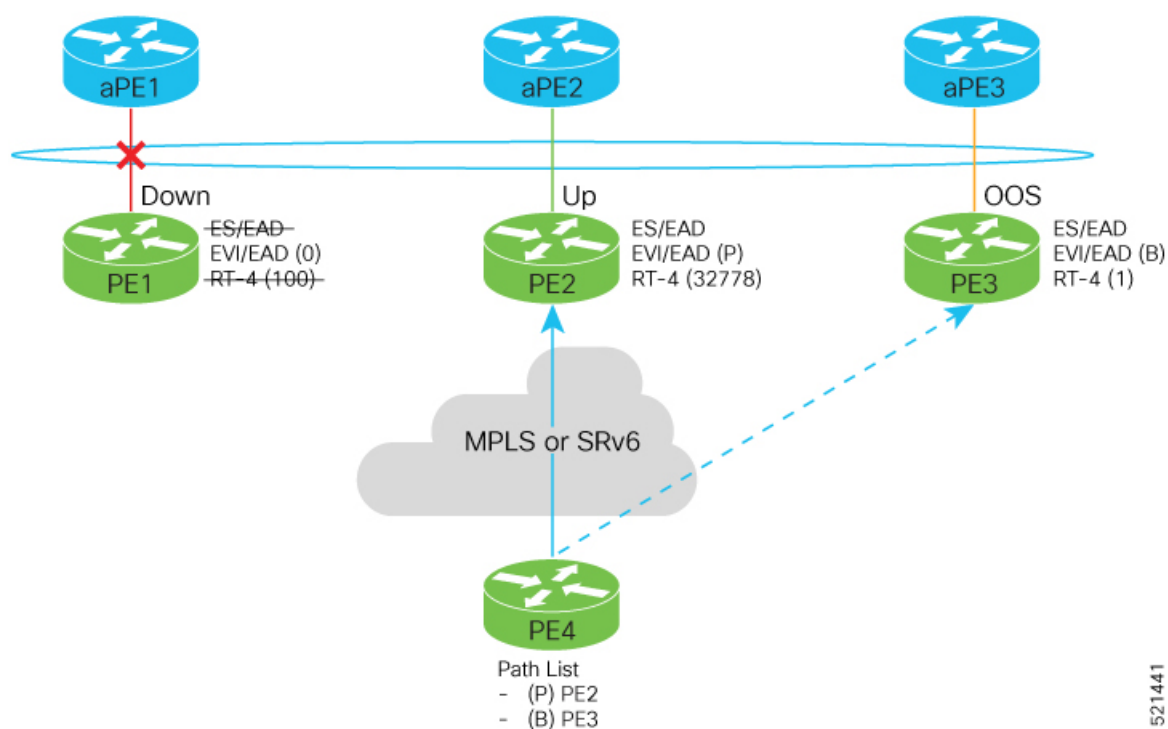 aPE1
aPE2
aPE3
Down
Up
OOS
PE1
ES/EAD
EVI/EAD (0)
RT-4 (100)
PE2
ES/EAD
EVI/EAD (P)
RT-4 (32778)
PE3
ES/EAD
EVI/EAD (B)
RT-4 (1)
MPLS or SRv6
PE4
Path List
- (P) PE2
- (B) PE3
521441